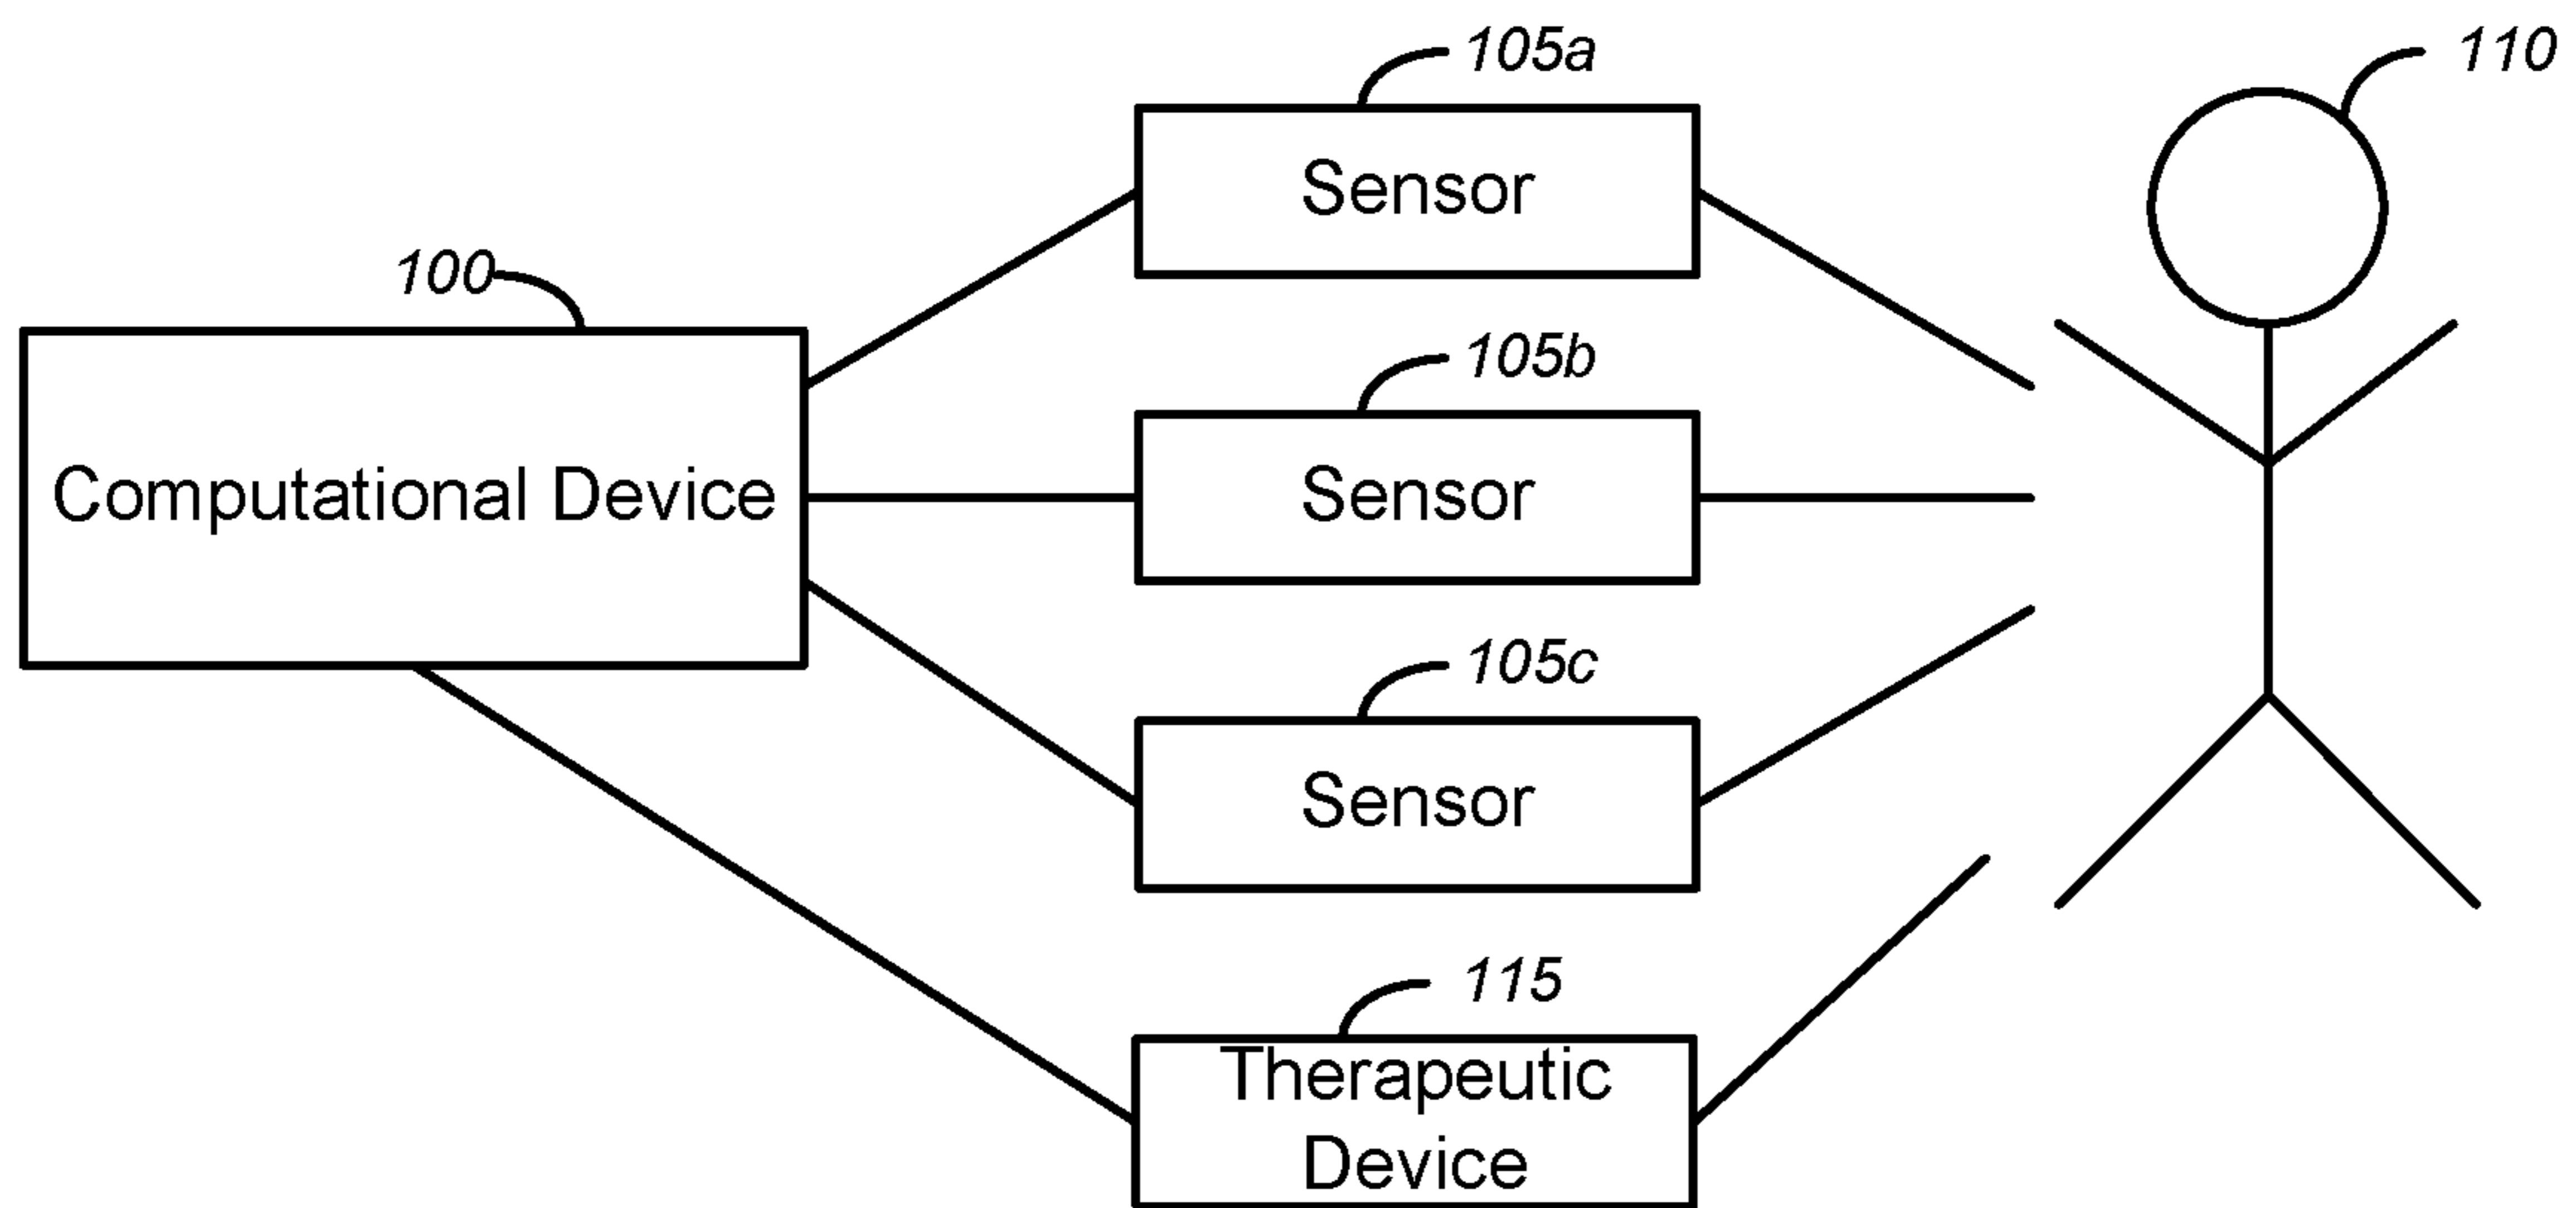 105a
110
Sensor
100
105b
Computational Device
Sensor
105c
Sensor
115
Therapeutic
Device